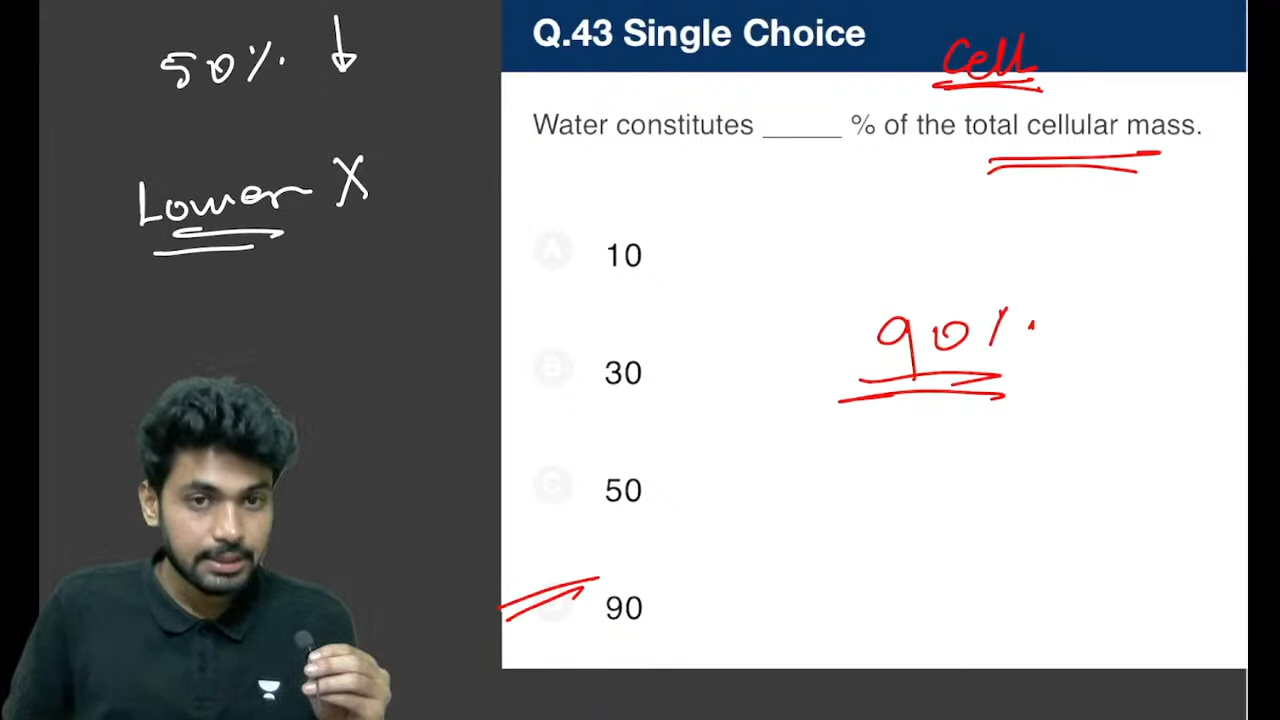 50% ↓
Lower X
Q.43 Single Choice
Cell
Water constitutes ______ % of the total cellular mass.
A 10
90%.
B 30
C 50
90